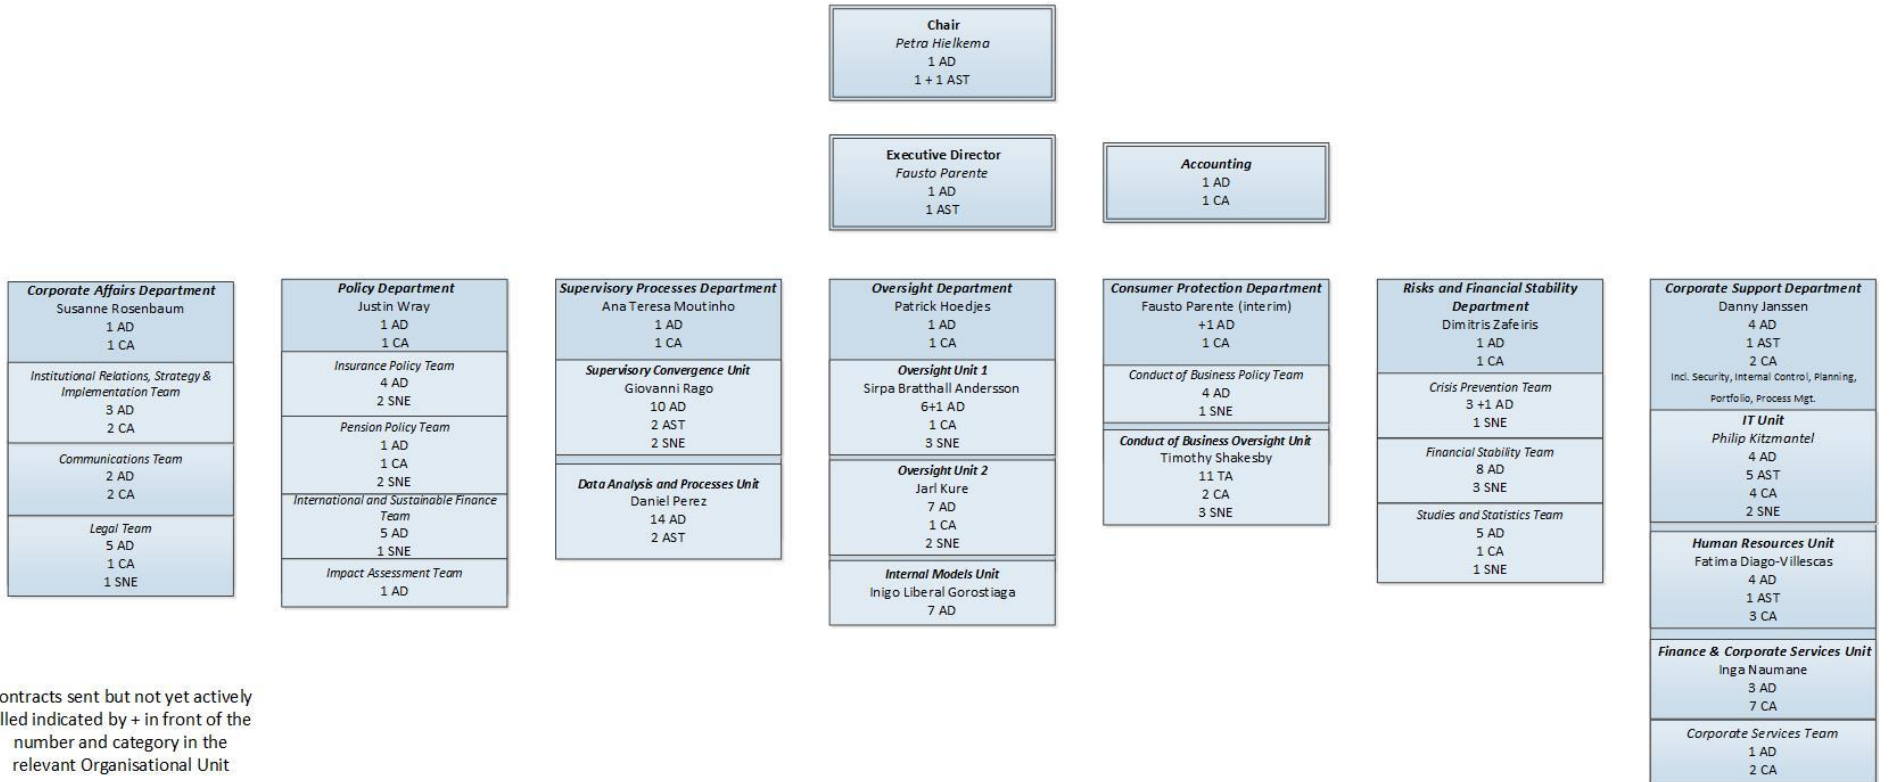 Chair
Petra Hielkema
1 AD
1 + 1 AST
Executive Director
Fausto Parente
1 AD
1 AST
Accounting
1 AD
1 CA
Corporate Affairs Department
Susanne Rosenbaum
1 AD
1 CA
Institutional Relations, Strategy &
Implementation Team
3 AD
2 CA
Communications Team
2 AD
2 CA
Legal Team
5 AD
1 CA
1 SNE
Policy Department
Justin Wray
1 AD
1 CA
Insurance Policy Team
4 AD
2 SNE
Pension Policy Team
1 AD
1 CA
2 SNE
International and Sustainable Finance
Team
5 AD
1 SNE
Impact Assessment Team
1 AD
Supervisory Processes Department
Ana Teresa Moutinho
1 AD
1 CA
Supervisory Convergence Unit
Giovanni Rago
10 AD
2 AST
2 SNE
Data Analysis and Processes Unit
Daniel Perez
14 AD
2 AST
Oversight Department
Patrick Hoedjes
1 AD
1 CA
Oversight Unit 1
Sirpa Bratthall Andersson
6+1 AD
1 CA
3 SNE
Oversight Unit 2
Jarl Kure
7 AD
1 CA
2 SNE
Internal Models Unit
Inigo Liberal Gorostiaga
7 AD
Consumer Protection Department
Fausto Parente (interim)
+1 AD
1 CA
Conduct of Business Policy Team
4 AD
1 SNE
Conduct of Business Oversight Unit
Timothy Shakesby
11 TA
2 CA
3 SNE
Risks and Financial Stability
Department
Dimitris Zafeiris
1 AD
1 CA
Crisis Prevention Team
3 +1 AD
1 SNE
Financial Stability Team
8 AD
3 SNE
Studies and Statistics Team
5 AD
1 CA
1 SNE
Corporate Support Department
Danny Janssen
4 AD
1 AST
2 CA
Incl. Security, Internal Control, Planning,
Portfolio, Process Mgt.
IT Unit
Philip Kitzmantel
4 AD
5 AST
4 CA
2 SNE
Human Resources Unit
Fatima Diago-Villescas
4 AD
1 AST
3 CA
Finance & Corporate Services Unit
Inga Naumane
3 AD
7 CA
Corporate Services Team
1 AD
2 CA
ontracts sent but not yet actively
lled indicated by + in front of the
number and category in the
relevant Organisational Unit